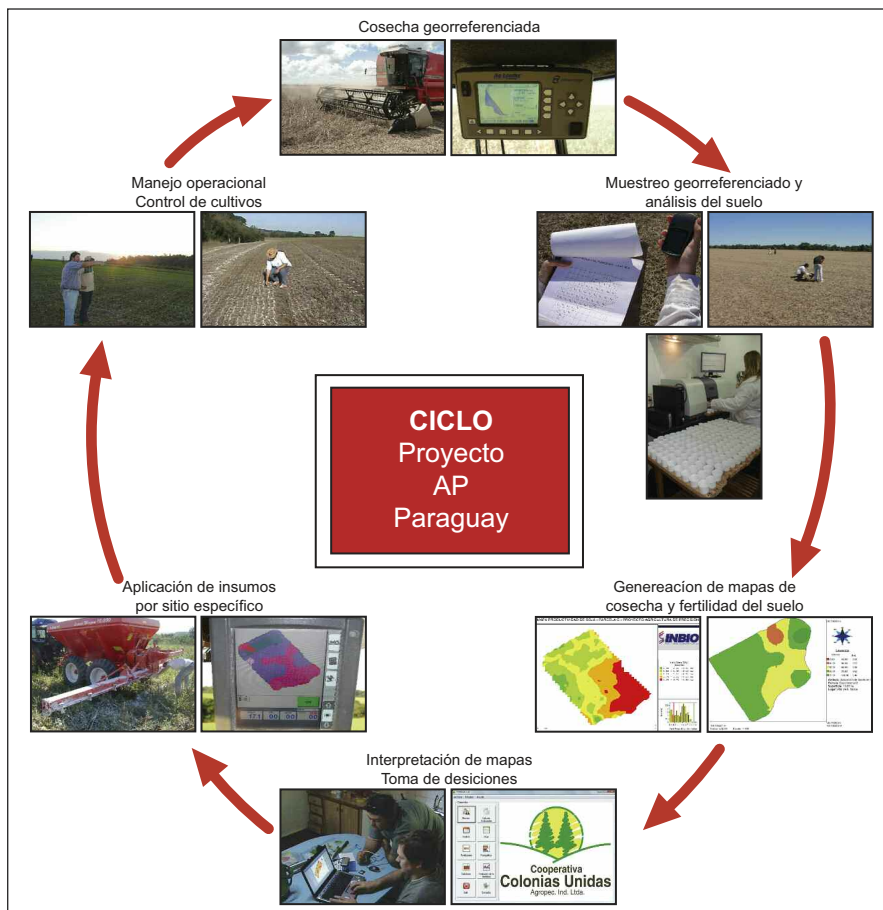 Cosecha georreferenciada
Manejo operacional
Control de cultivos
Muestreo georreferenciado y
análisis del suelo
CICLO
Proyecto
AP
Paraguay
Aplicación de insumos
por sitio específico
Genereacion de mapas de
cosecha y fertilidad del suelo
INBIO
Interpretación de mapas
Toma de desiciones
Cooperativa
Colonias Unidas
Agropec. Ind. Ltda.